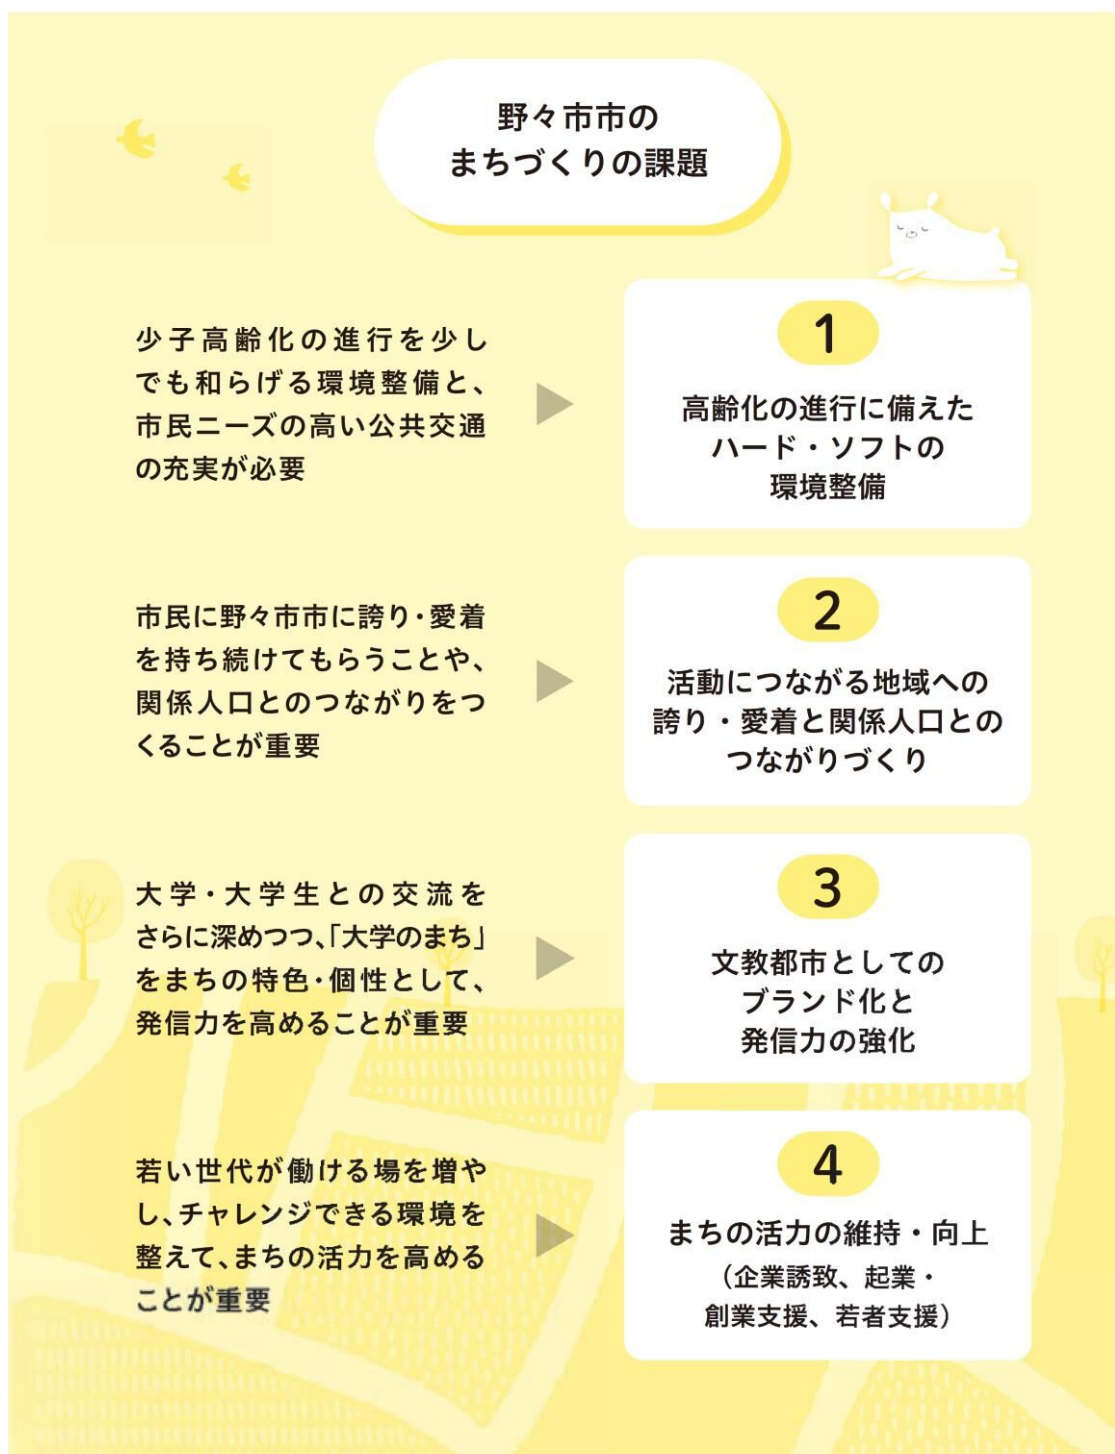 野々市市の
まちづくりの課題
少子高齢化の進行を少し
でも和らげる環境整備と、
市民ニーズの高い公共交通
の充実が必要
1
高齢化の進行に備えた
ハード・ソフトの
環境整備
市民に野々市市に誇り・愛着
を持ち続けてもらうことや、
関係人口とのつながりをつ
くることが重要
2
活動につながる地域への
誇り・愛着と関係人口との
つながりづくり
大学・大学生との交流を
さらに深めつつ、「大学のまち」
をまちの特色・個性として、
発信力を高めることが重要
3
文教都市としての
ブランド化と
発信力の強化
若い世代が働ける場を増や
し、チャレンジできる環境を
整えて、まちの活力を高める
ことが重要
4
まちの活力の維持・向上
（企業誘致、起業・
創業支援、若者支援）